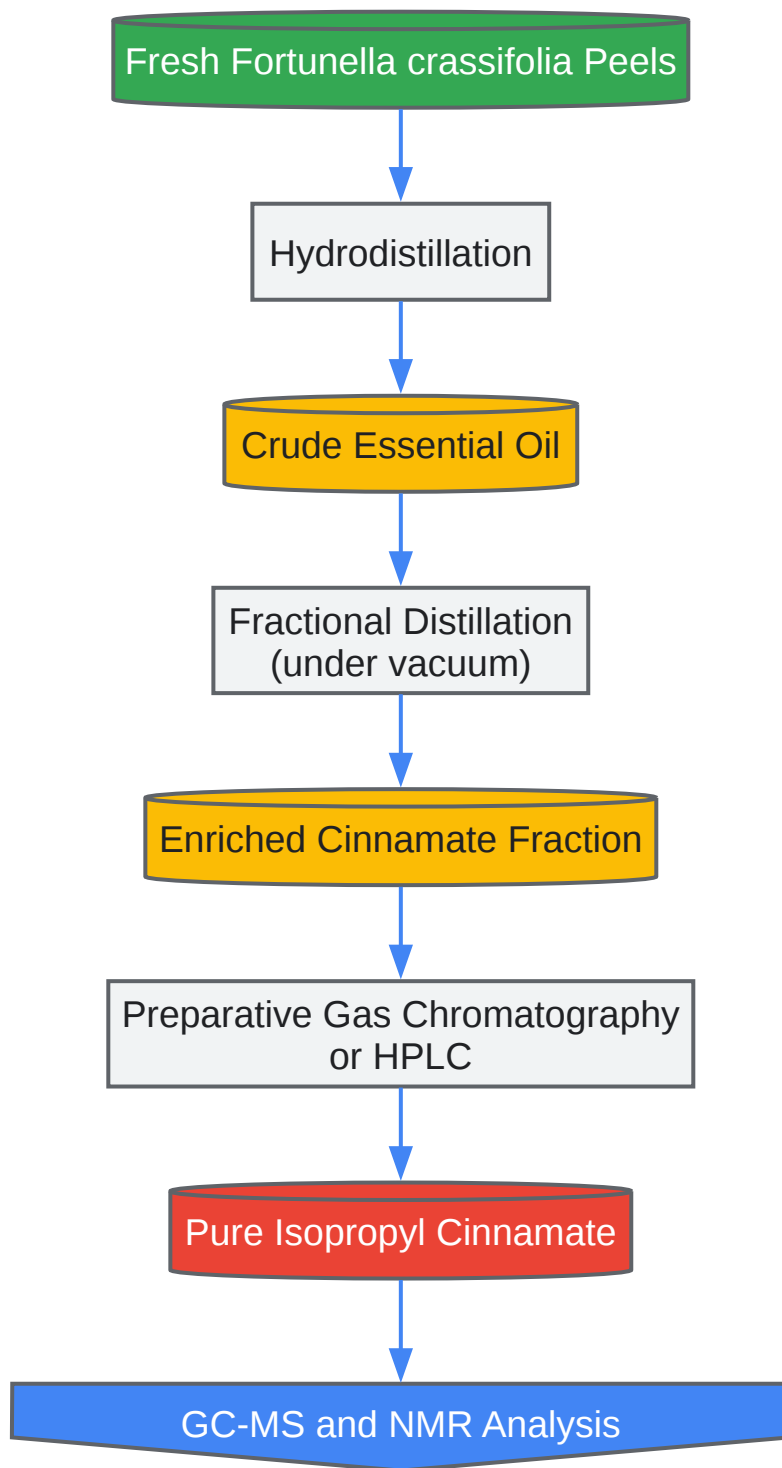 Fresh Fortunella crassifolia Peels
Hydrodistillation
Crude Essential Oil
Fractional Distillation
(under vacuum)
Enriched Cinnamate Fraction
Preparative Gas Chromatography
or HPLC
Pure Isopropyl Cinnamate
GC-MS and NMR Analysis